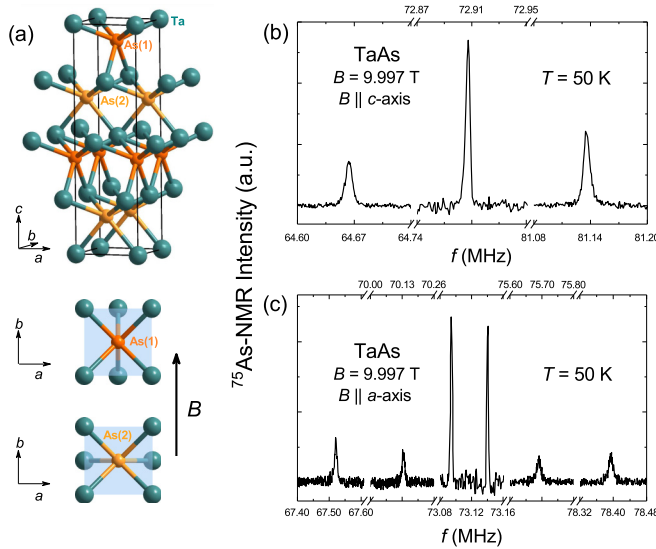 (a)
Ta
As(1)
As(2)
c
b
a
b
As(1)
a
b
As(2)
a
B
⁷⁵As-NMR Intensity (a.u.)
72.87 72.91 72.95
(b)
TaAs
B = 9.997 T
B || c-axis
T = 50 K
64.60 64.67 64.74 81.08 81.14 81.20
f (MHz)
70.00 70.13 70.26 75.60 75.70 75.80
(c)
TaAs
B = 9.997 T
B || a-axis
T = 50 K
67.40 67.50 67.60 73.08 73.12 73.16 78.32 78.40 78.48
f (MHz)